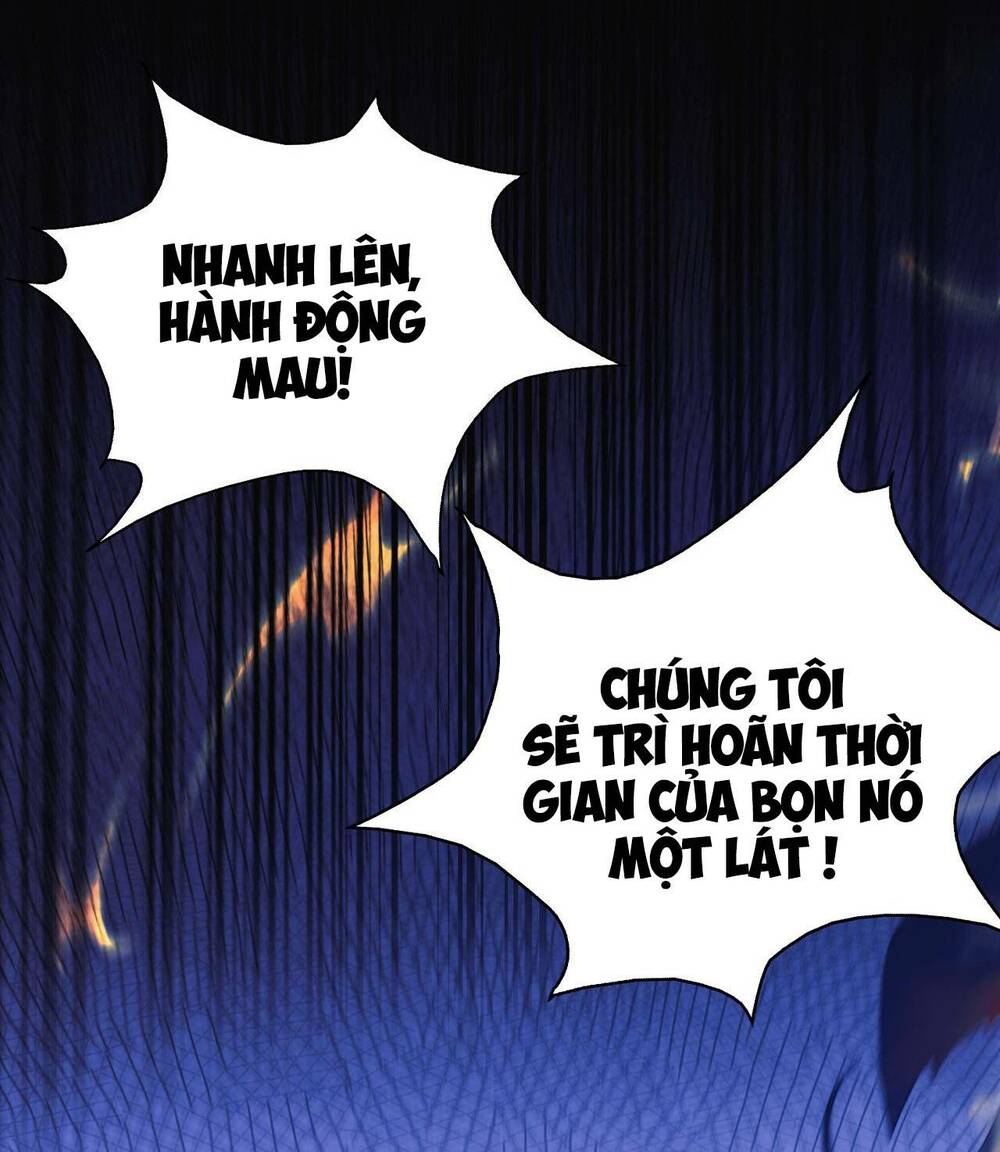 NHANH LÊN,
HÀNH ĐỘNG
MAU!
CHÚNG TÔI
SẼ TRÌ HOÃN THỜI
GIAN CỦA BỌN NÓ
MỘT LÁT !